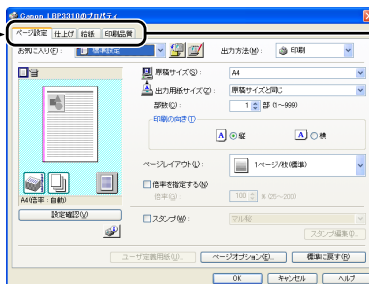 Canon LBP3310のプロパティ
ページ設定 仕上げ 給紙 印刷品質
お気に入り(F): 標準設定 出力方法(M): 印刷
原稿サイズ(S): A4
出力用紙サイズ(Z): 原稿サイズと同じ
部数(C): 1 部 (1~999)
印刷の向き(T)
A 縦 A 横
ページレイアウト(L): 1ページ/枚(標準)
倍率を指定する(N)
倍率(G): 100 % (25~200)
A4(倍率：自動)
設定確認(V)
スタンプ(W): マル秘
スタンプ編集(I)...
ユーザ定義用紙(U)... ページオプション(E)... 標準に戻す(R)
OK キャンセル ヘルプ